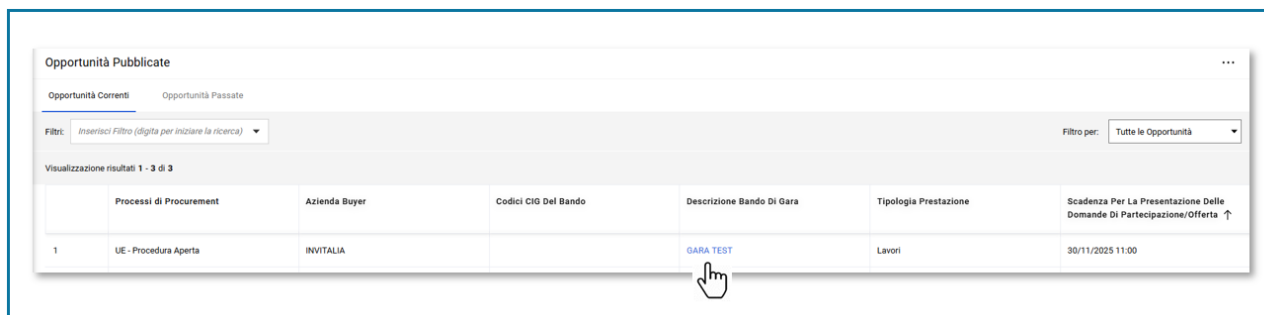 Opportunità Pubblicate
Opportunità Correnti Opportunità Passate
Filtri: Inserisci Filtro (digita per iniziare la ricerca) Filtro per: Tutte le Opportunità
Visualizzazione risultati 1 - 3 di 3
Processi di Procurement Azienda Buyer Codici CIG Del Bando Descrizione Bando Di Gara Tipologia Prestazione Scadenza Per La Presentazione Delle
Domande Di Partecipazione/Offerta
1 UE - Procedura Aperta INVITALIA GARA TEST Lavori 30/11/2025 11:00